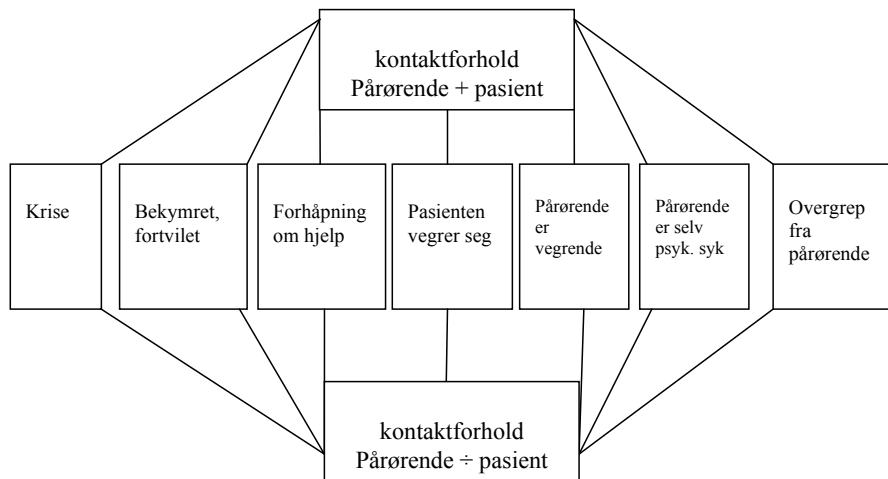 kontaktforhold
Pårørende + pasient
Krise
Bekymret,
fortvilet
Forhåpning
om hjelp
Pasienten
vegrer seg
Pårørende
er
vegrende
Pårørende
er selv
psyk. syk
Overgrep
fra
pårørende
kontaktforhold
Pårørende ÷ pasient